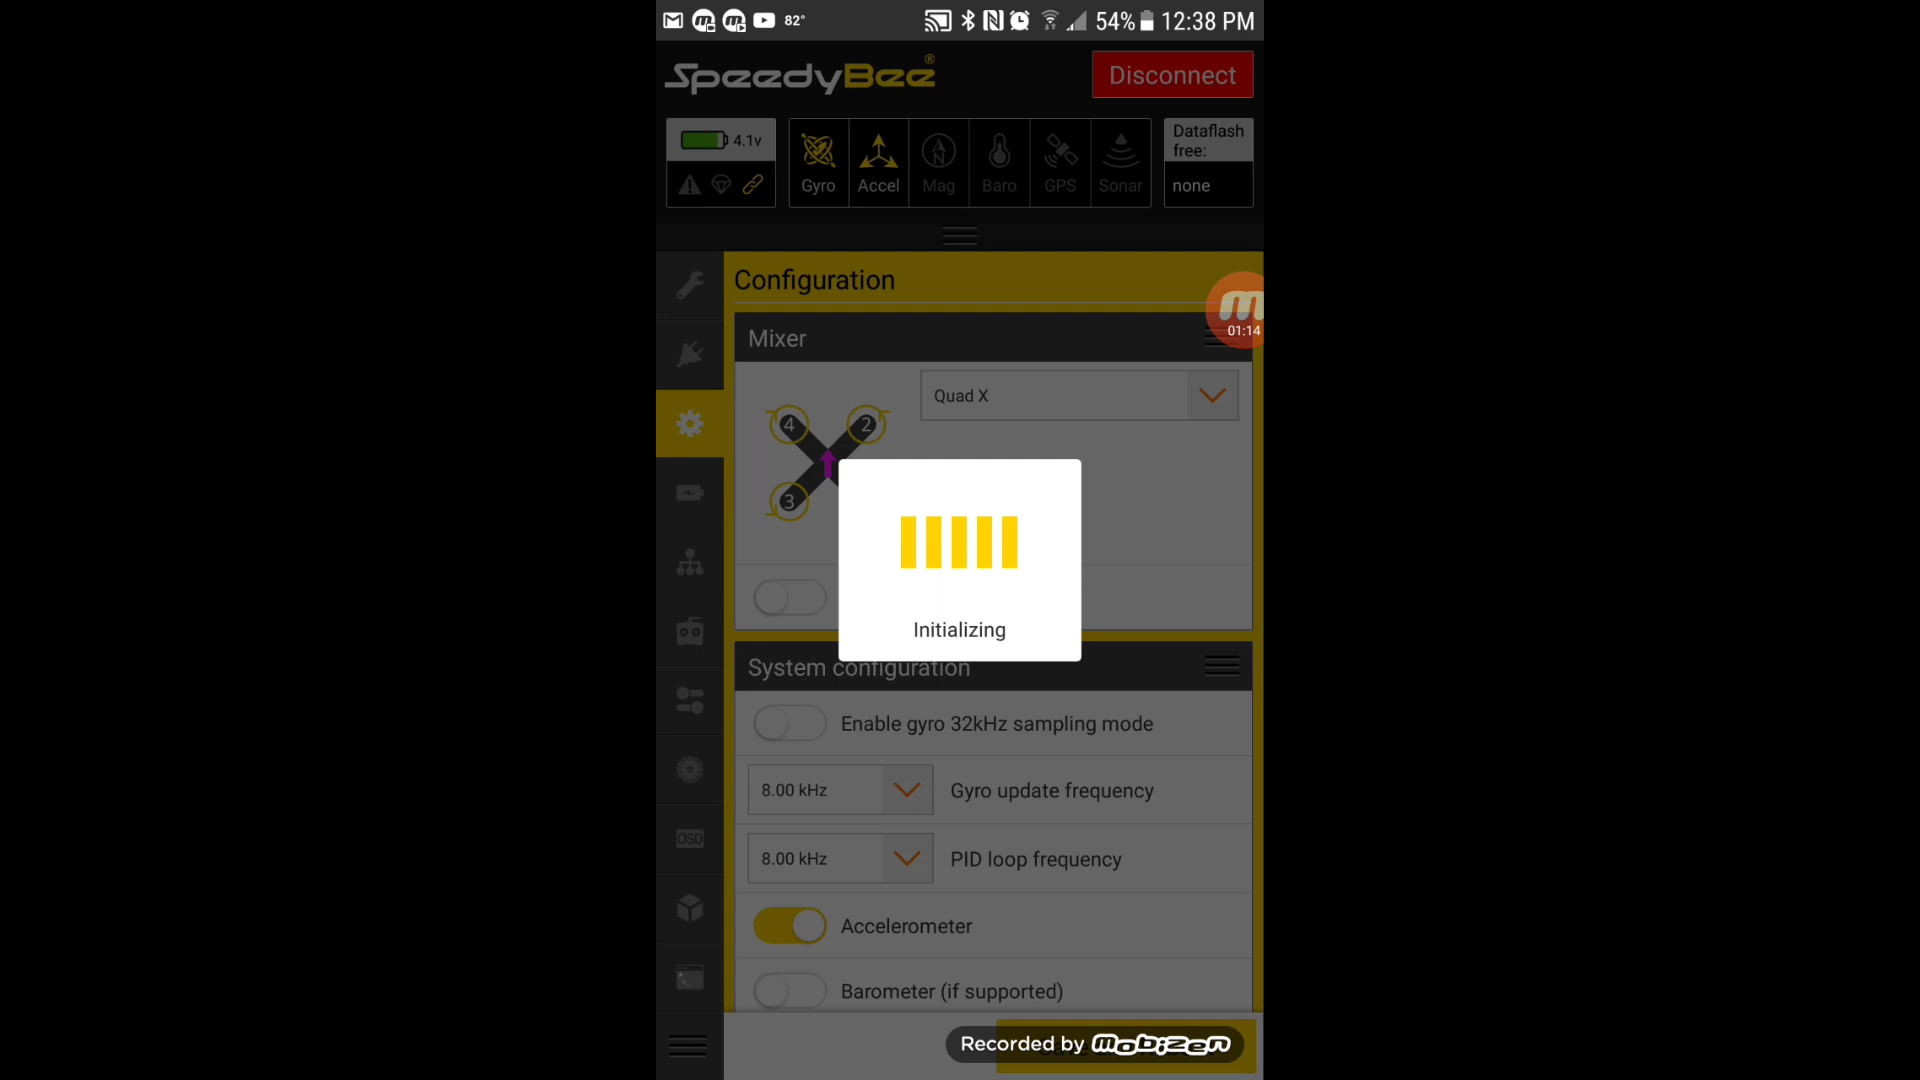 82° 54% 12:38 PM
SpeedyBee® Disconnect
4.1v
Gyro Accel Mag Baro GPS Sonar
Dataflash free:
none
Configuration
01:14
Mixer
Quad X
4 2
3
Initializing
System configuration
Enable gyro 32kHz sampling mode
8.00 kHz Gyro update frequency
8.00 kHz PID loop frequency
OSD
Accelerometer
Barometer (if supported)
Recorded by Mobizen